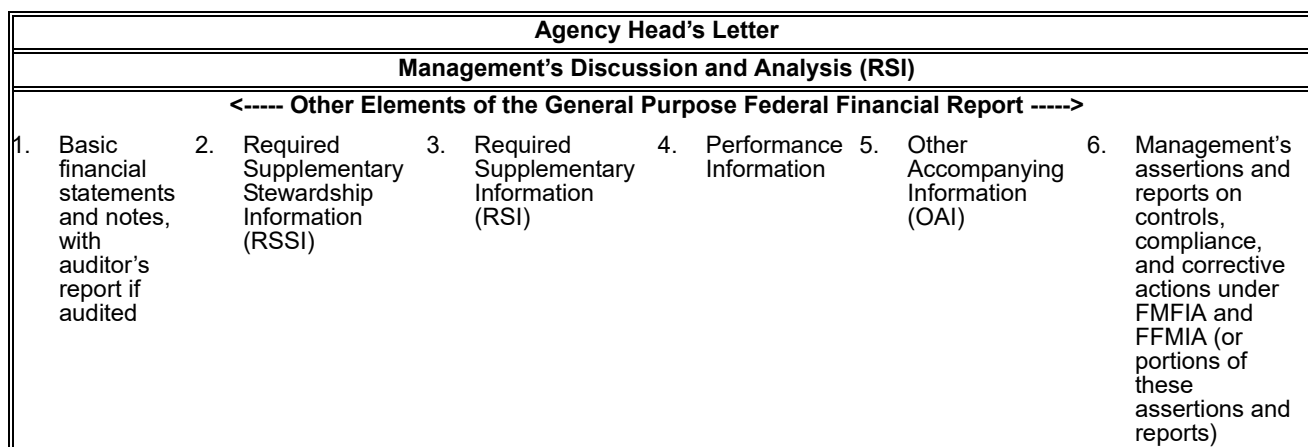 Agency Head’s Letter
Management’s Discussion and Analysis (RSI)
<----- Other Elements of the General Purpose Federal Financial Report ----->
1. Basic
financial
statements
and notes,
with
auditor’s
report if
audited
2. Required
Supplementary
Stewardship
Information
(RSSI)
3. Required
Supplementary
Information
(RSI)
4. Performance
Information
5. Other
Accompanying
Information
(OAI)
6. Management’s
assertions and
reports on
controls,
compliance,
and corrective
actions under
FMFIA and
FFMIA (or
portions of
these
assertions and
reports)